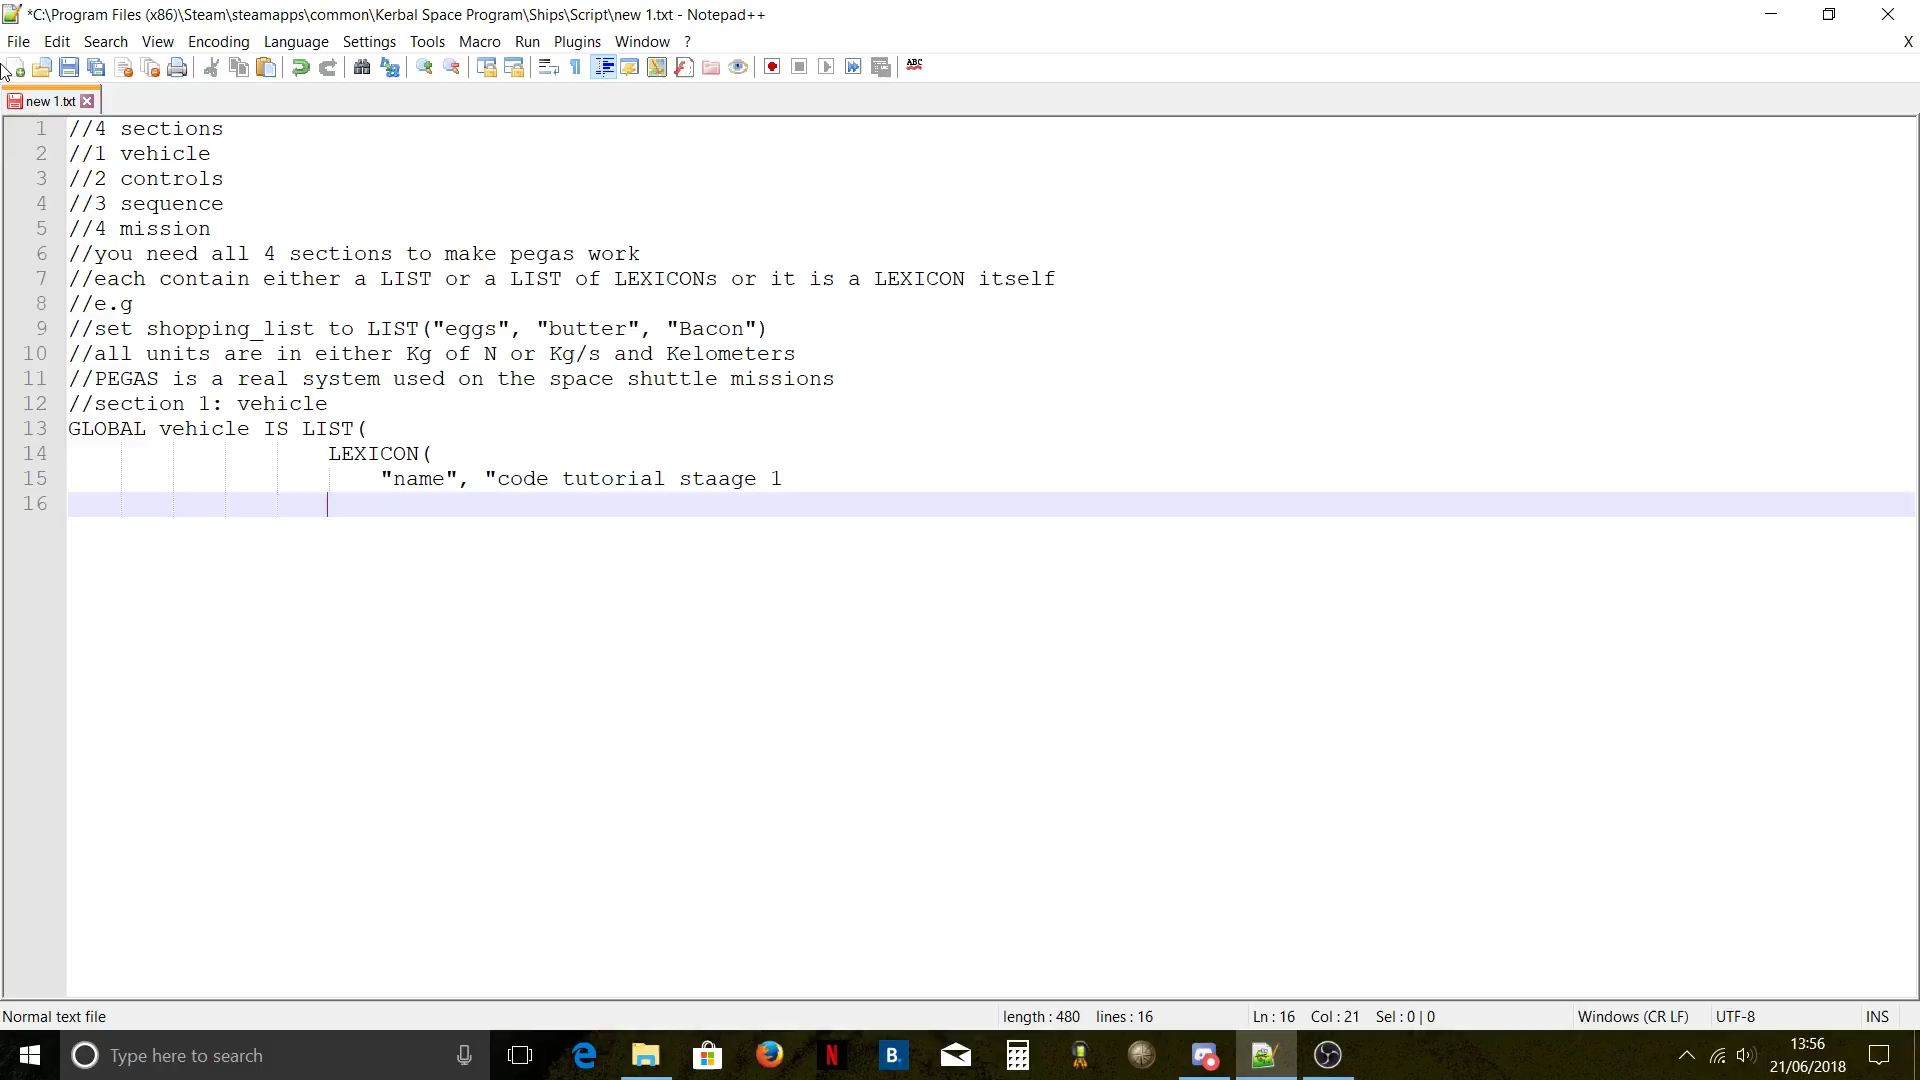 *C:\Program Files (x86)\Steam\steamapps\common\Kerbal Space Program\Ships\Script\new 1.txt - Notepad++
File Edit Search View Encoding Language Settings Tools Macro Run Plugins Window ? X
ABC
new 1.txt
1 //4 sections
2 //1 vehicle
3 //2 controls
4 //3 sequence
5 //4 mission
6 //you need all 4 sections to make pegas work
7 //each contain either a LIST or a LIST of LEXICONs or it is a LEXICON itself
8 //e.g
9 //set shopping_list to LIST("eggs", "butter", "Bacon")
10 //all units are in either Kg of N or Kg/s and Kelometers
11 //PEGAS is a real system used on the space shuttle missions
12 //section 1: vehicle
13 GLOBAL vehicle IS LIST(
14 LEXICON(
15 "name", "code tutorial staage 1
16
Normal text file length : 480 lines : 16 Ln : 16 Col : 21 Sel : 0 | 0 Windows (CR LF) UTF-8 INS
Type here to search
N
B.
13:56
21/06/2018